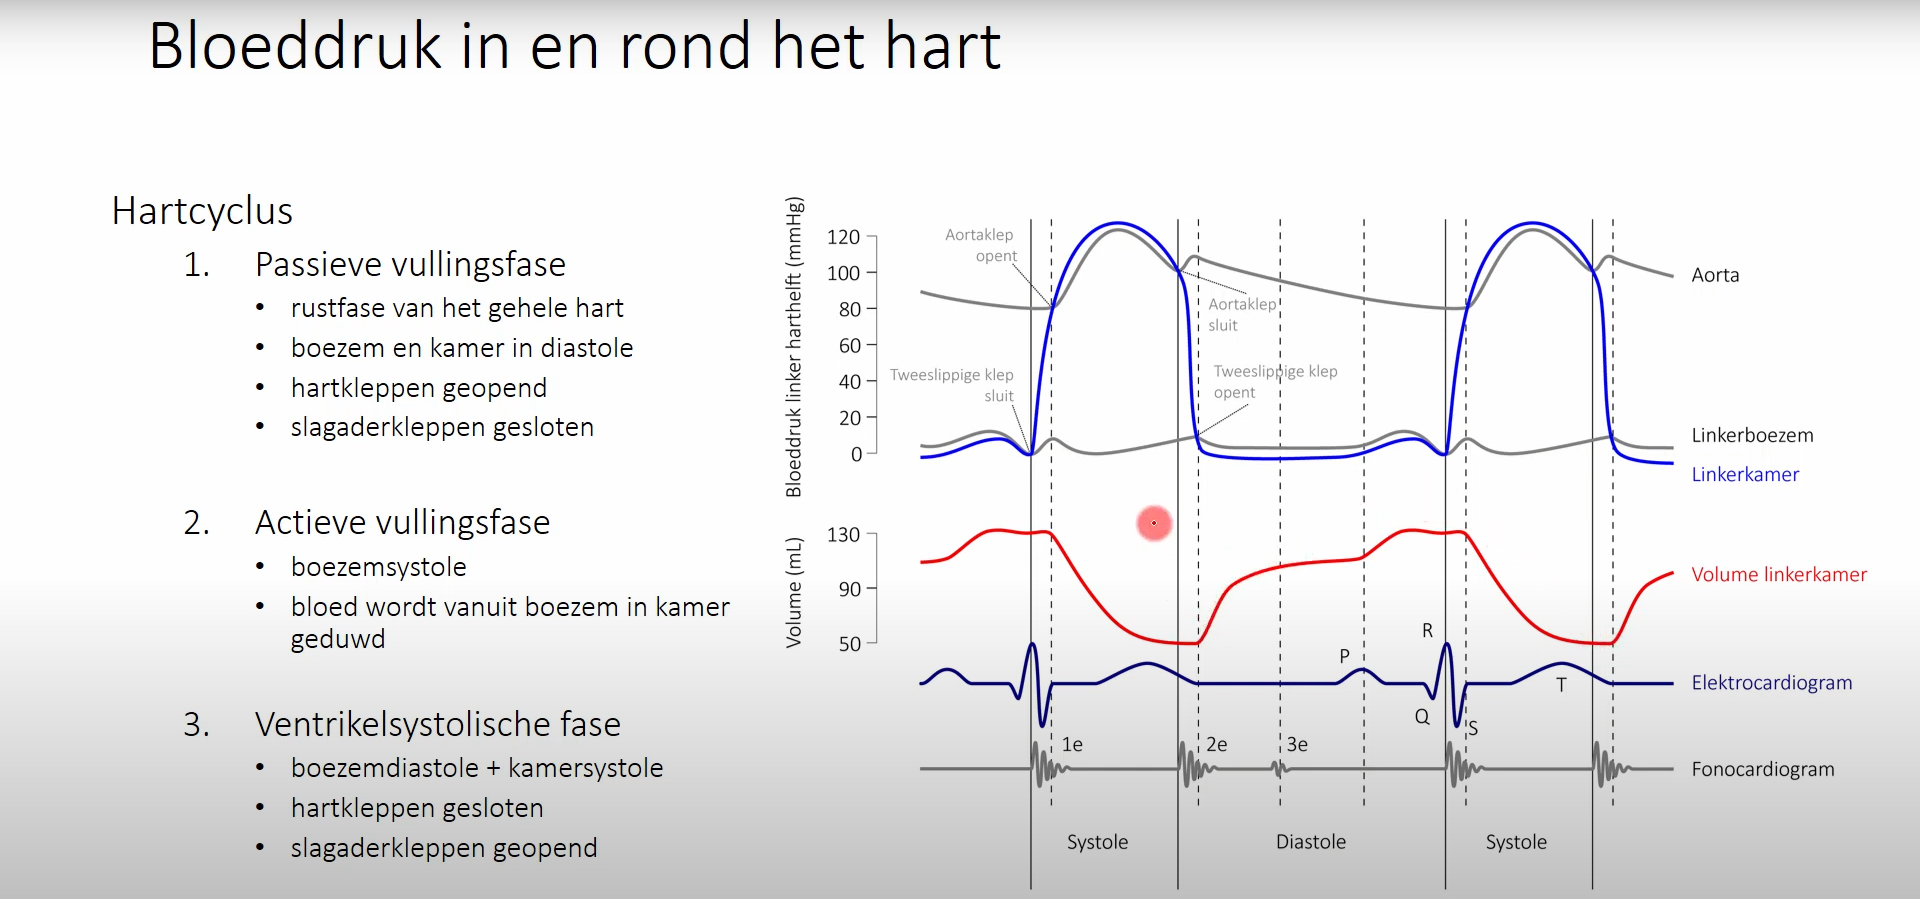 Bloeddruk in en rond het hart
Hartcyclus
1. Passieve vullingsfase
• rustfase van het gehele hart
• boezem en kamer in diastole
• hartkleppen geopend
• slagaderkleppen gesloten
2. Actieve vullingsfase
• boezemsystole
• bloed wordt vanuit boezem in kamer
geduwd
3. Ventrikelsystolische fase
• boezemdiastole + kamersystole
• hartkleppen gesloten
• slagaderkleppen geopend
Bloeddruk linker harthelft (mmHg)
120
100
80
60
40
20
0
Aortaklep
opent
Aortaklep
sluit
Tweeslippige klep
sluit
Tweeslippige klep
opent
Aorta
Linkerboezem
Linkerkamer
Volume (mL)
130
90
50
Volume linkerkamer
P
R
Q
S
T
Elektrocardiogram
1e
2e
3e
Fonocardiogram
Systole
Diastole
Systole